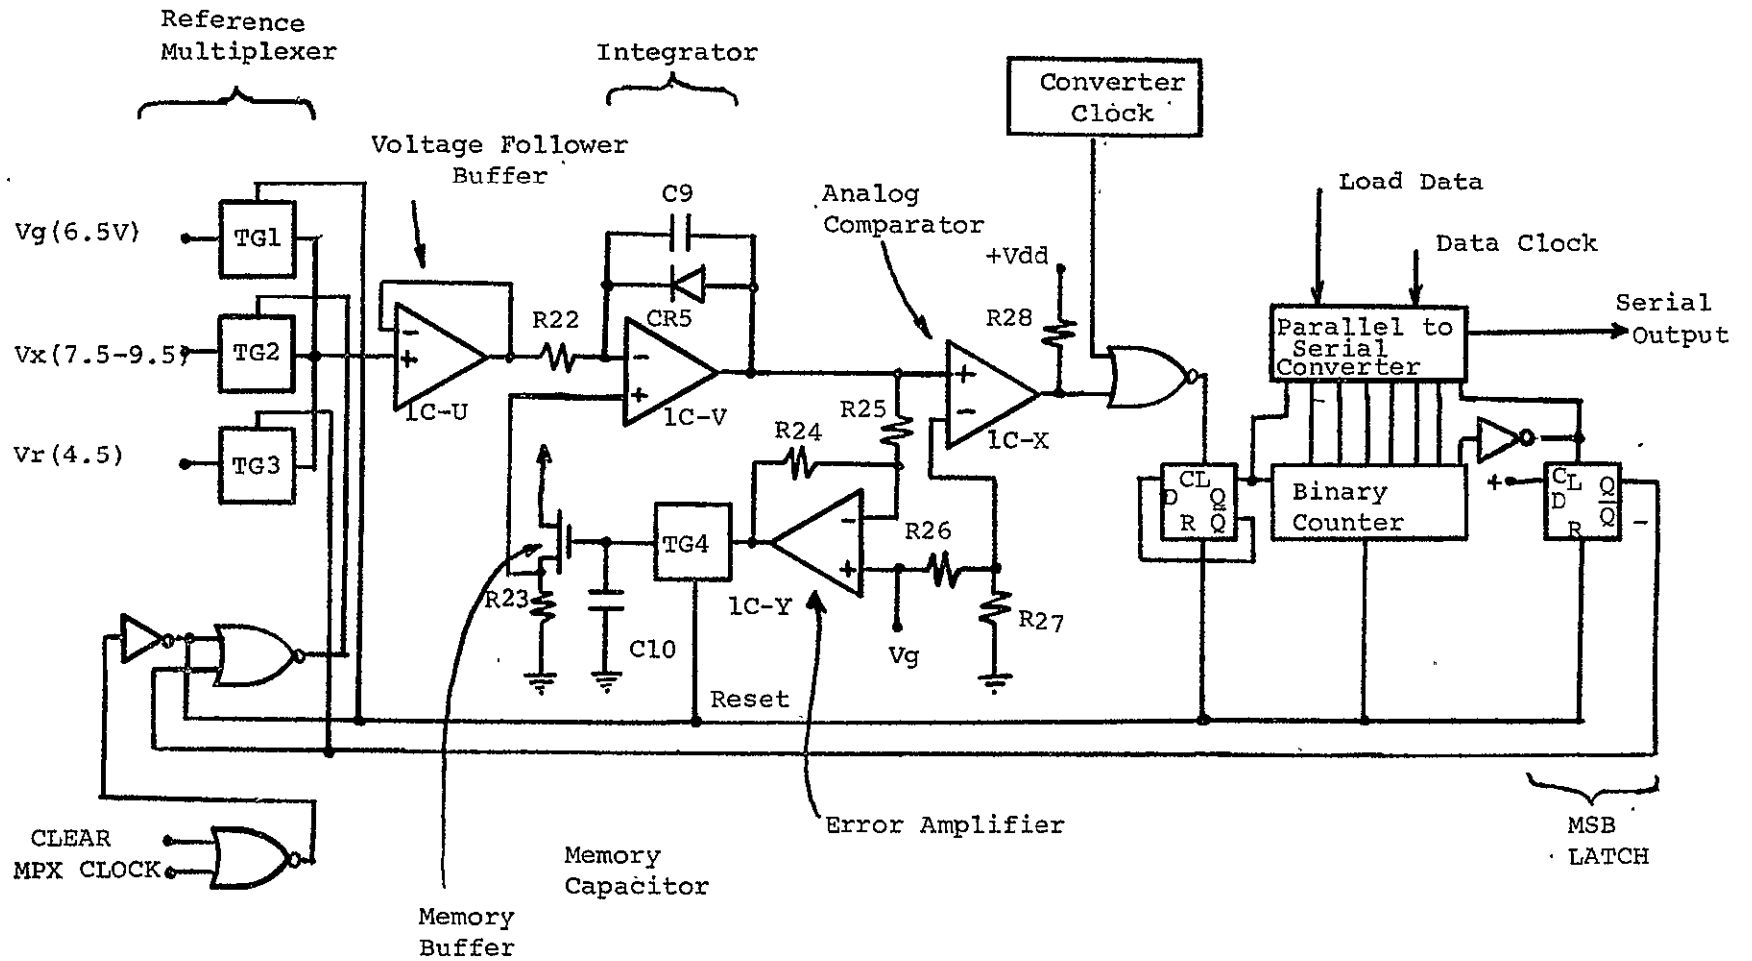 Reference
Multiplexer
Integrator
Voltage Follower
Buffer
Converter
Clock
Load Data
Data Clock
Analog
Comparator
C9
CR5
+Vdd
R28
Vg(6.5V)
TG1
Vx(7.5-9.5)
TG2
Vr(4.5)
TG3
-
+
1C-U
R22
-
+
1C-V
R24
R25
+
-
1C-X
Parallel to
Serial
Converter
Serial
Output
CL
D
Q
R
Q
Binary
Counter
+
CL
D
Q
Q
R
-
TG4
-
+
1C-Y
R26
R27
Vg
R23
C10
Reset
CLEAR
MPX CLOCK
Memory
Capacitor
Memory
Buffer
Error Amplifier
MSB
LATCH